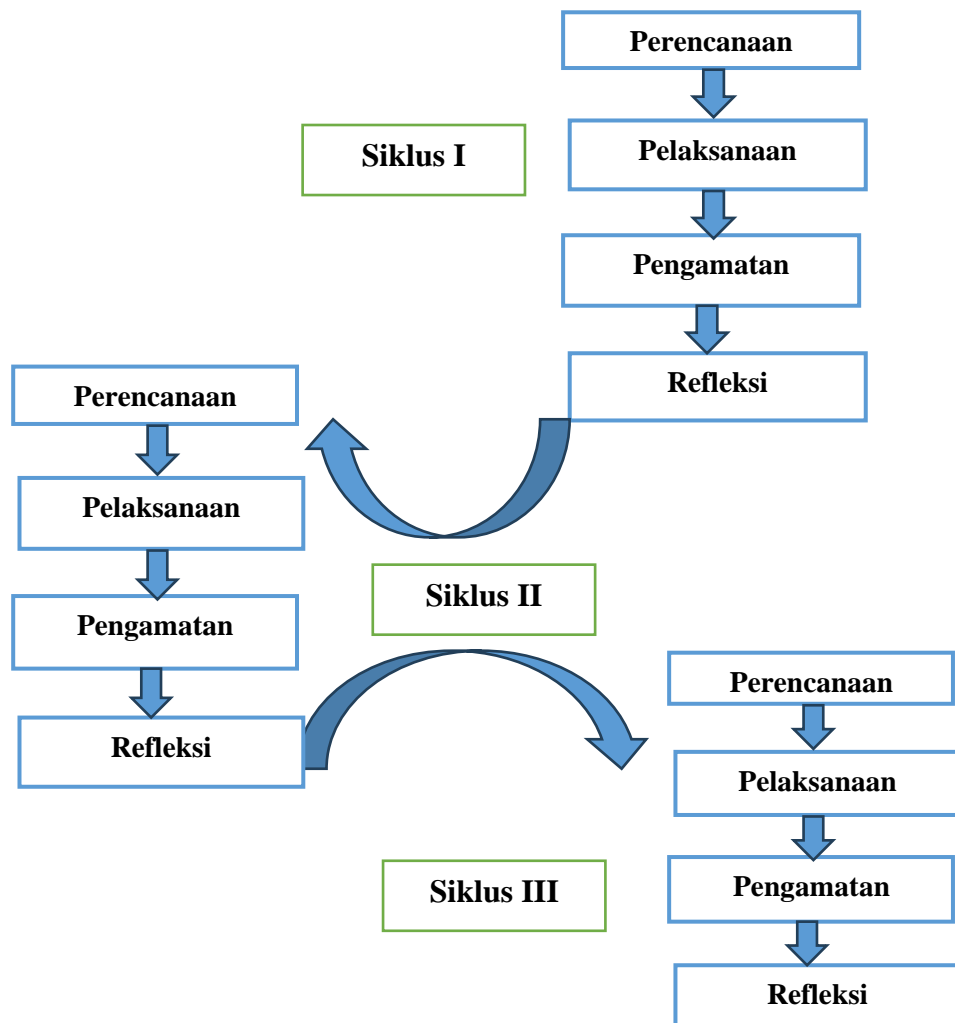 Perencanaan
Siklus I
Pelaksanaan
Pengamatan
Refleksi
Perencanaan
Pelaksanaan
Pengamatan
Refleksi
Siklus II
Perencanaan
Pelaksanaan
Pengamatan
Refleksi
Siklus III